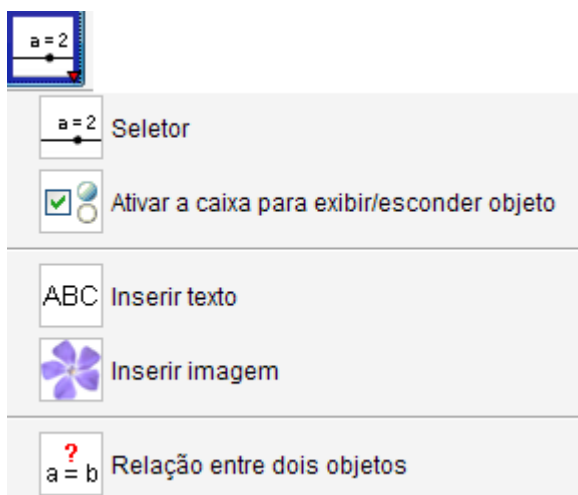 a = 2
a = 2 Seletor
Ativar a caixa para exibir/esconder objeto
ABC Inserir texto
Inserir imagem
?
a = b Relação entre dois objetos